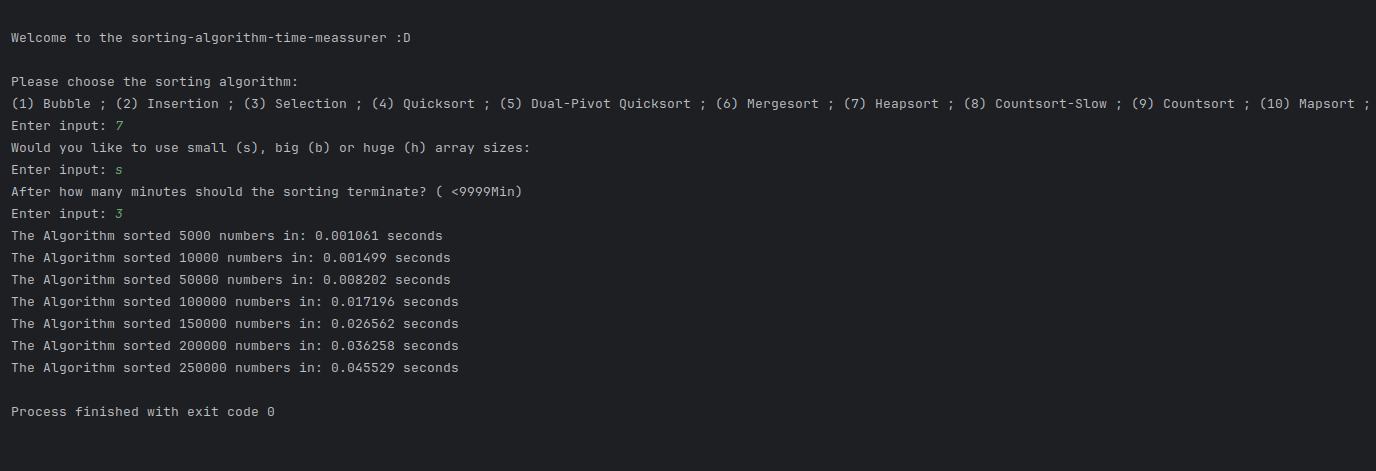 Welcome to the sorting-algorithm-time-meassurer :D
Please choose the sorting algorithm:
(1) Bubble ; (2) Insertion ; (3) Selection ; (4) Quicksort ; (5) Dual-Pivot Quicksort ; (6) Mergesort ; (7) Heapsort ; (8) Countsort-Slow ; (9) Countsort ; (10) Mapsort ;
Enter input: 7
Would you like to use small (s), big (b) or huge (h) array sizes:
Enter input: s
After how many minutes should the sorting terminate? ( <9999Min)
Enter input: 3
The Algorithm sorted 5000 numbers in: 0.001061 seconds
The Algorithm sorted 10000 numbers in: 0.001499 seconds
The Algorithm sorted 50000 numbers in: 0.008202 seconds
The Algorithm sorted 100000 numbers in: 0.017196 seconds
The Algorithm sorted 150000 numbers in: 0.026562 seconds
The Algorithm sorted 200000 numbers in: 0.036258 seconds
The Algorithm sorted 250000 numbers in: 0.045529 seconds
Process finished with exit code 0